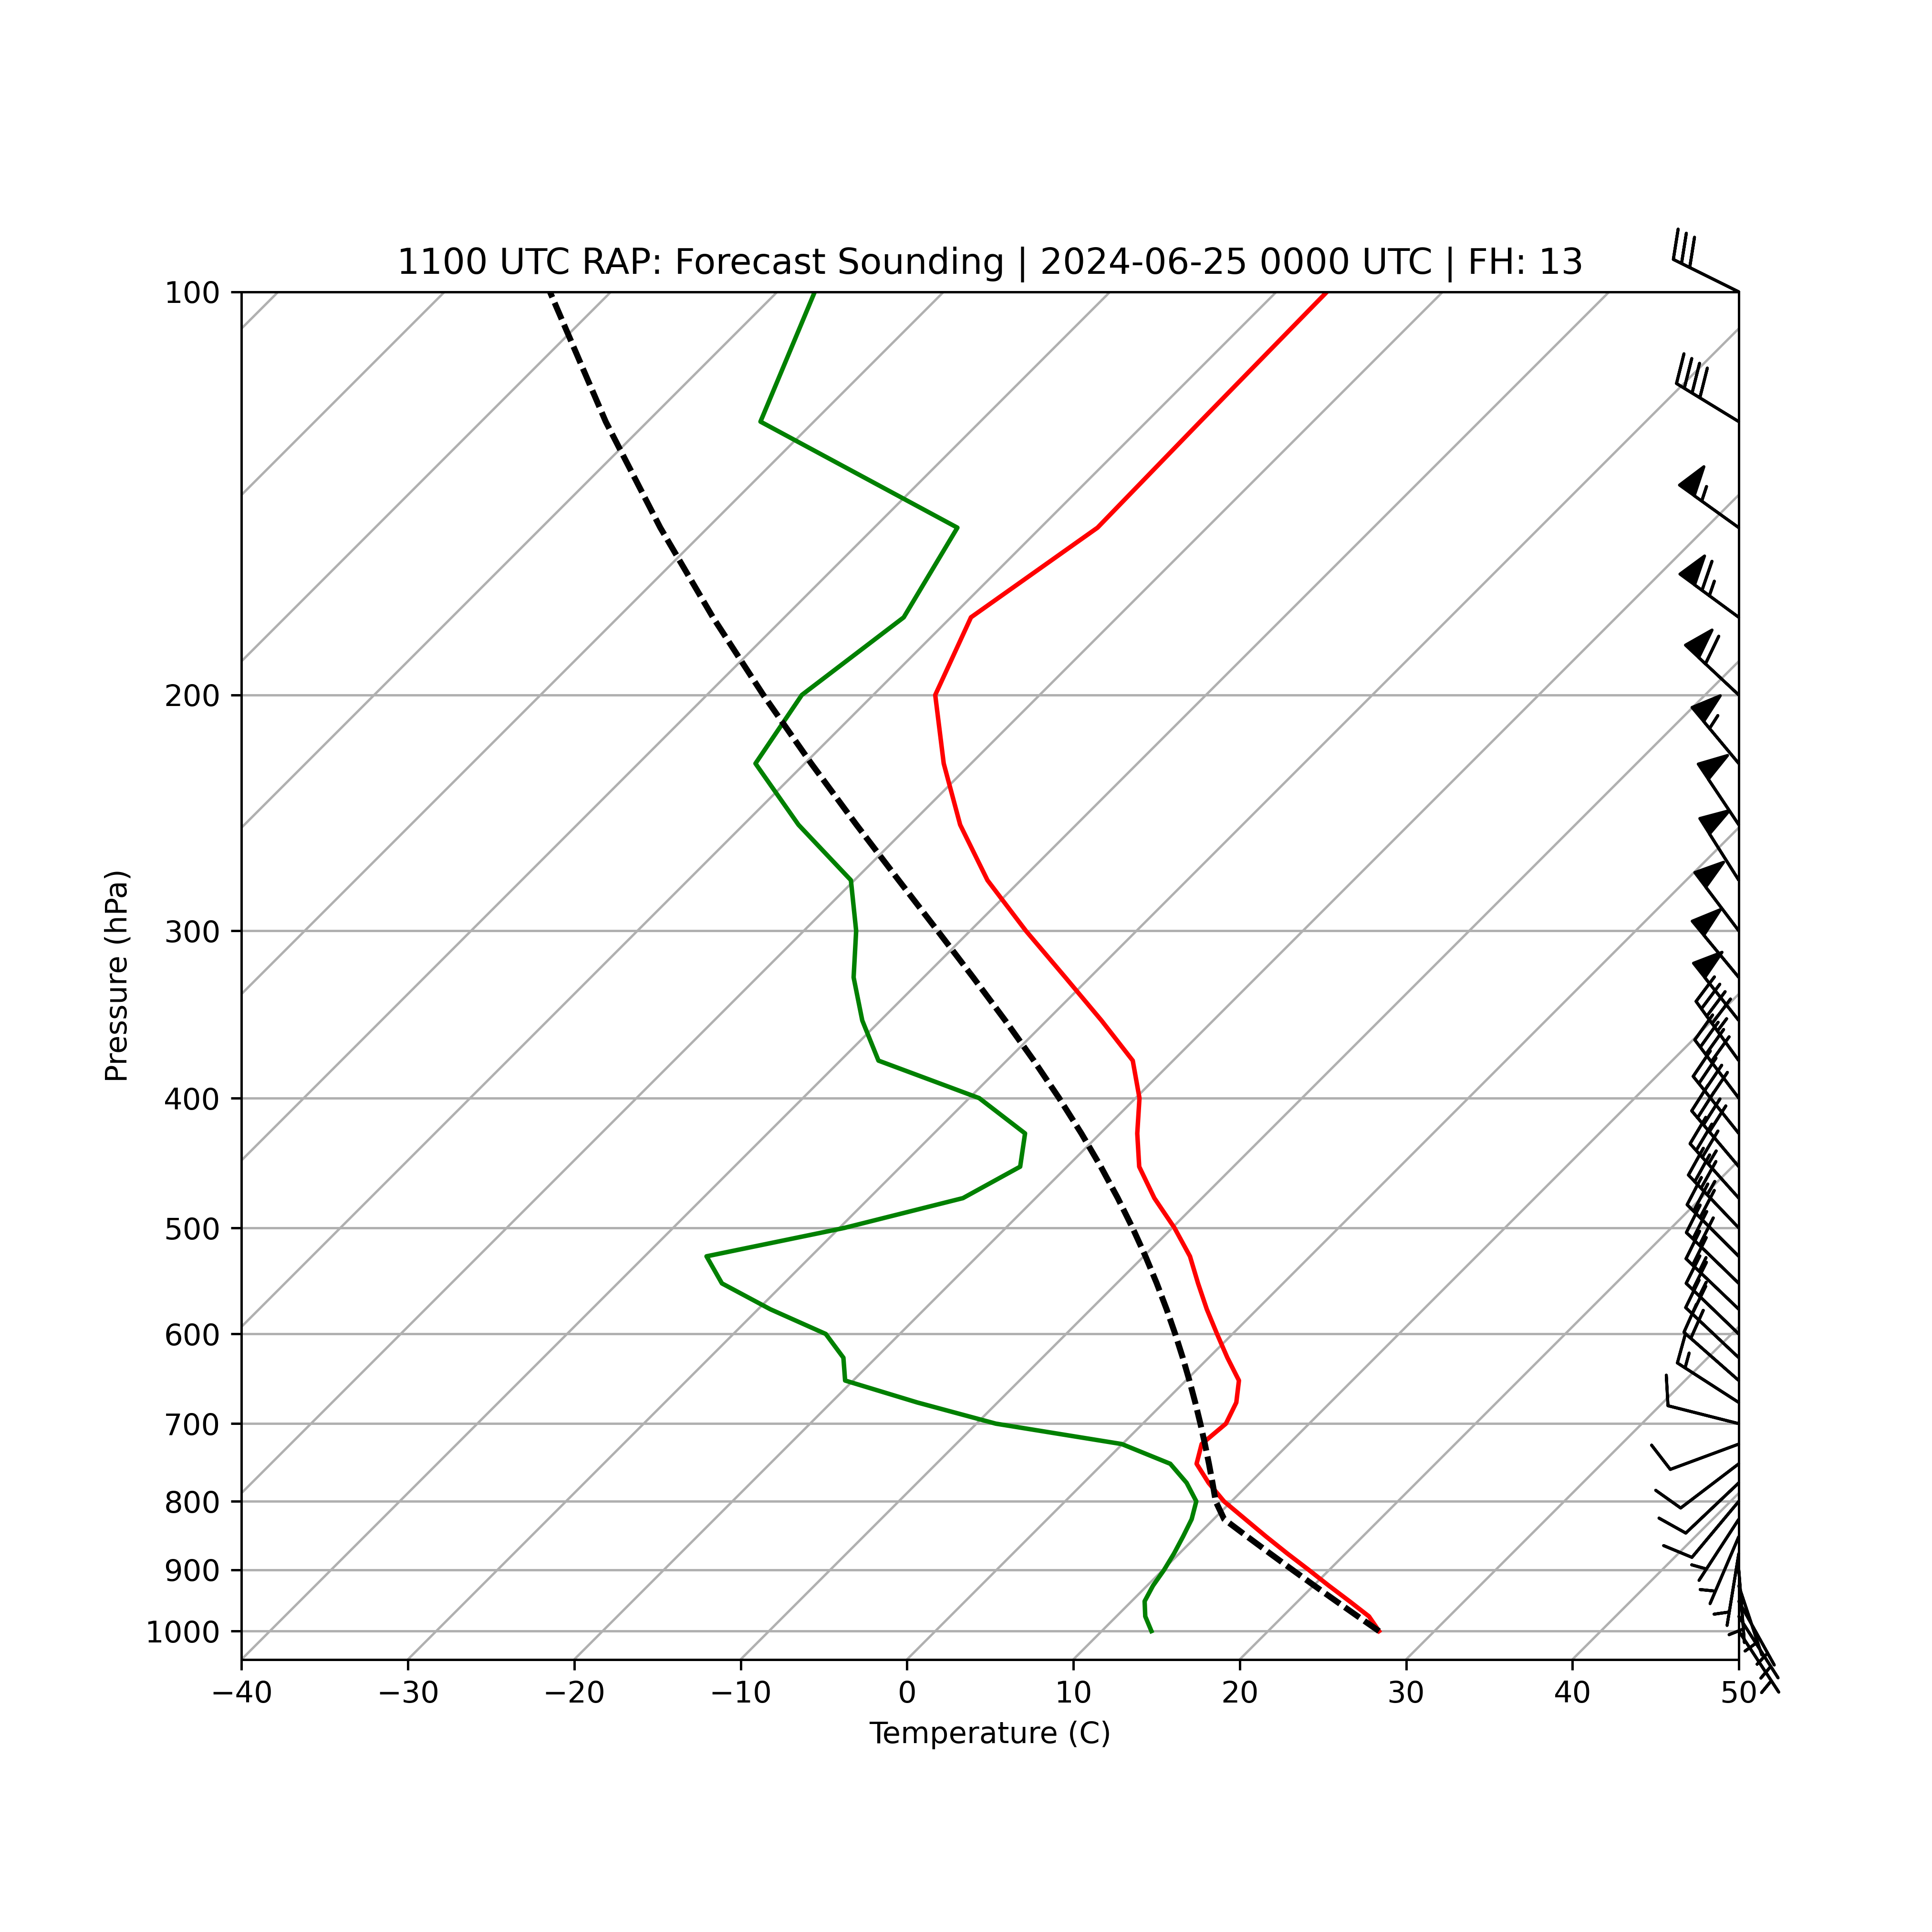 1100 UTC RAP: Forecast Sounding | 2024-06-25 0000 UTC | FH: 13
100
200
300
400
500
600
700
800
900
1000
Pressure (hPa)
−40 −30 −20 −10 0 10 20 30 40 50
Temperature (C)